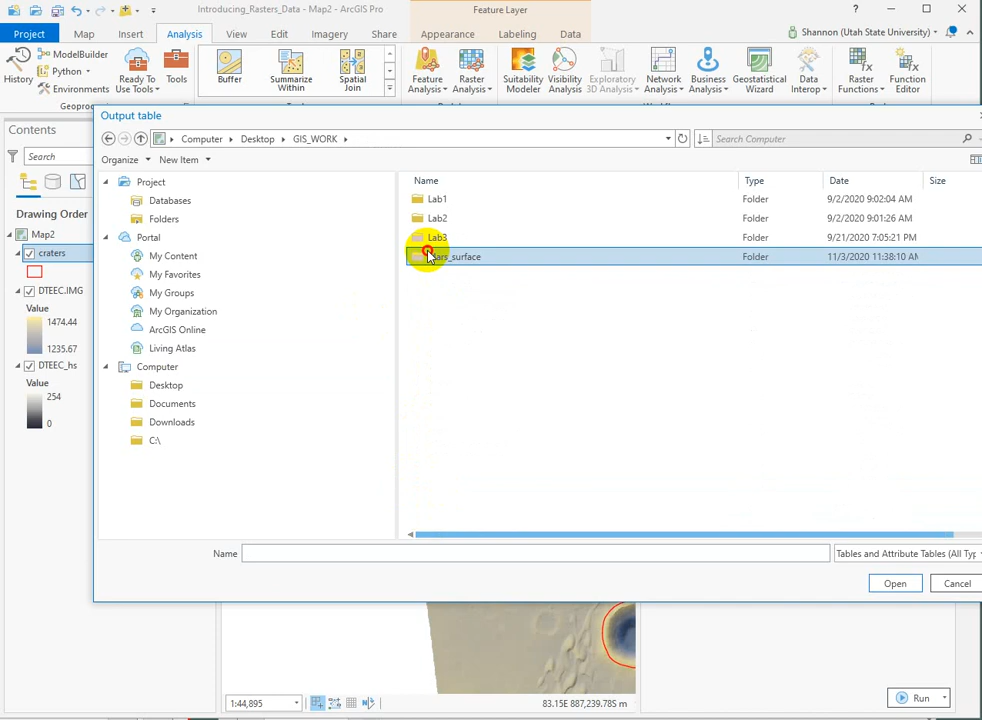 Introducing_Rasters_Data - Map2 - ArcGIS Pro
Feature Layer
?
Project
Map
Insert
Analysis
View
Edit
Imagery
Share
Appearance
Labeling
Data
Shannon (Utah State University)
History
ModelBuilder
Python
Environments
Ready To Use Tools
Tools
Buffer
Summarize Within
Spatial Join
Feature Analysis
Raster Analysis
Suitability Modeler
Visibility Analysis
Exploratory 3D Analysis
Network Analysis
Business Analysis
Geostatistical Wizard
Data Interop
Raster Functions
Function Editor
Geopro
Contents
Search
Drawing Order
Map2
craters
DTEEC.IMG
Value
1474.44
1235.67
DTEEC_hs
Value
254
0
Output table
Computer
Desktop
GIS_WORK
Search Computer
Organize
New Item
Project
Databases
Folders
Portal
My Content
My Favorites
My Groups
My Organization
ArcGIS Online
Living Atlas
Computer
Desktop
Documents
Downloads
C:\
Name Type Date Size
Lab1 Folder 9/2/2020 9:02:04 AM
Lab2 Folder 9/2/2020 9:01:26 AM
Lab3 Folder 9/21/2020 7:05:21 PM
ars_surface Folder 11/3/2020 11:38:10 AM
Name
Tables and Attribute Tables (All Typ
Open
Cancel
1:44,895
83.15E 887,239.78S m
Run